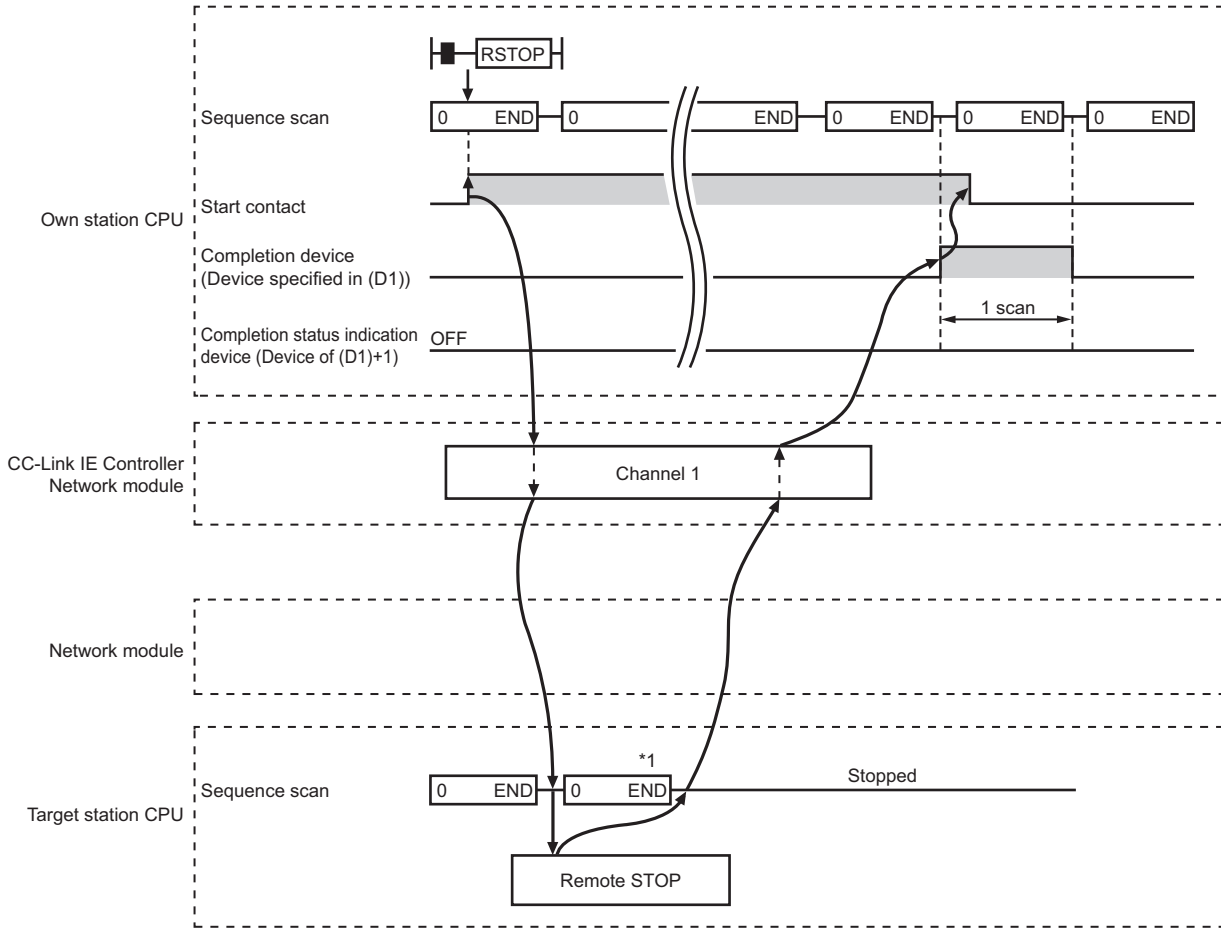 RSTOP
Own station CPU
Sequence scan
0 END 0 END 0 END 0 END 0 END
Start contact
Completion device
(Device specified in (D1))
1 scan
Completion status indication
device (Device of (D1)+1)
OFF
CC-Link IE Controller
Network module
Channel 1
Network module
Target station CPU
Sequence scan
*1
0 END 0 END
Stopped
Remote STOP